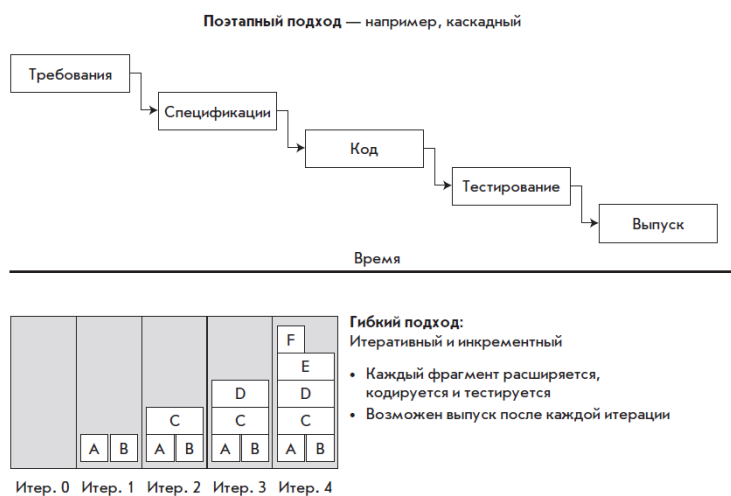 Поэтапный подход — например, каскадный
Требования
Спецификации
Код
Тестирование
Выпуск
Время
Гибкий подход:
Итеративный и инкрементный
• Каждый фрагмент расширяется,
кодируется и тестируется
• Возможен выпуск после каждой итерации
F
E
D D
C C C
A B A B A B A B
Итер. 0 Итер. 1 Итер. 2 Итер. 3 Итер. 4